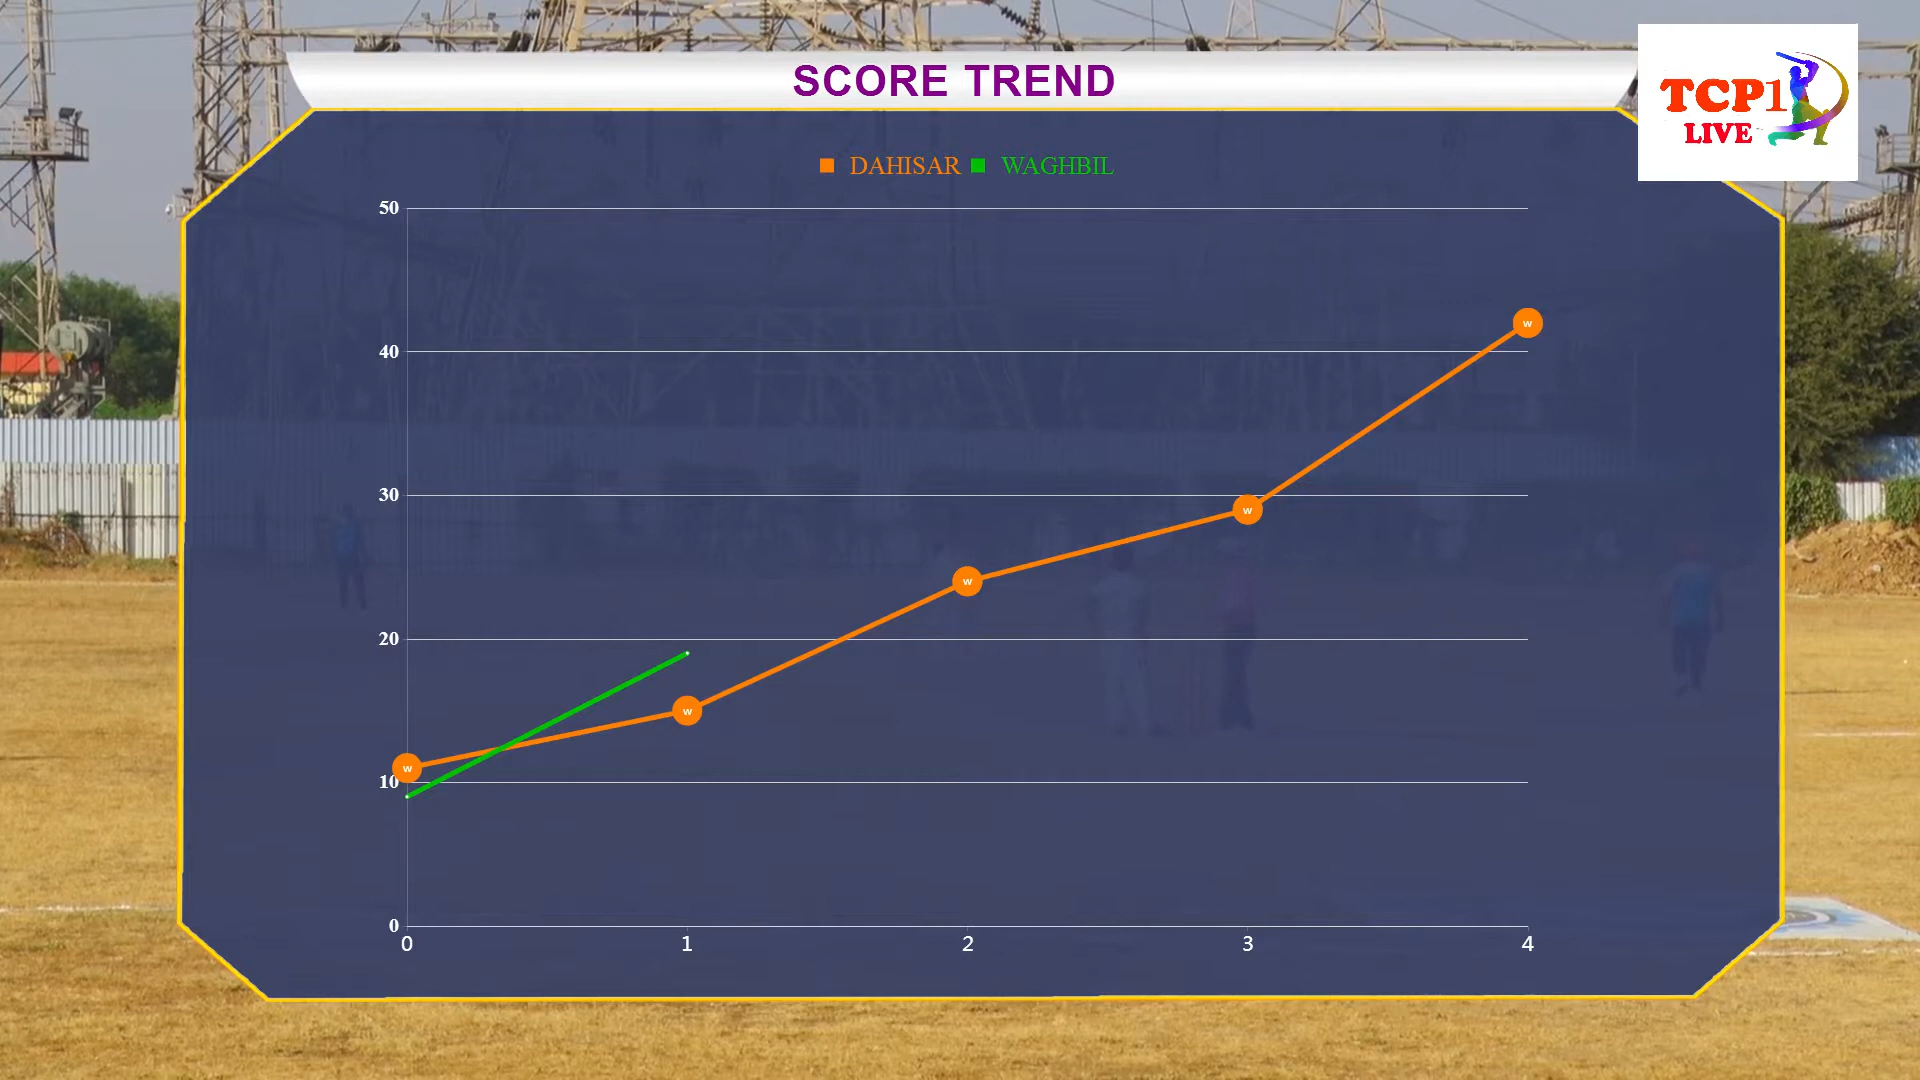 SCORE TREND
TCP1
LIVE
DAHISAR WAGHBIL
50
40
30
20
10
0
w
w
w
w
w
0 1 2 3 4